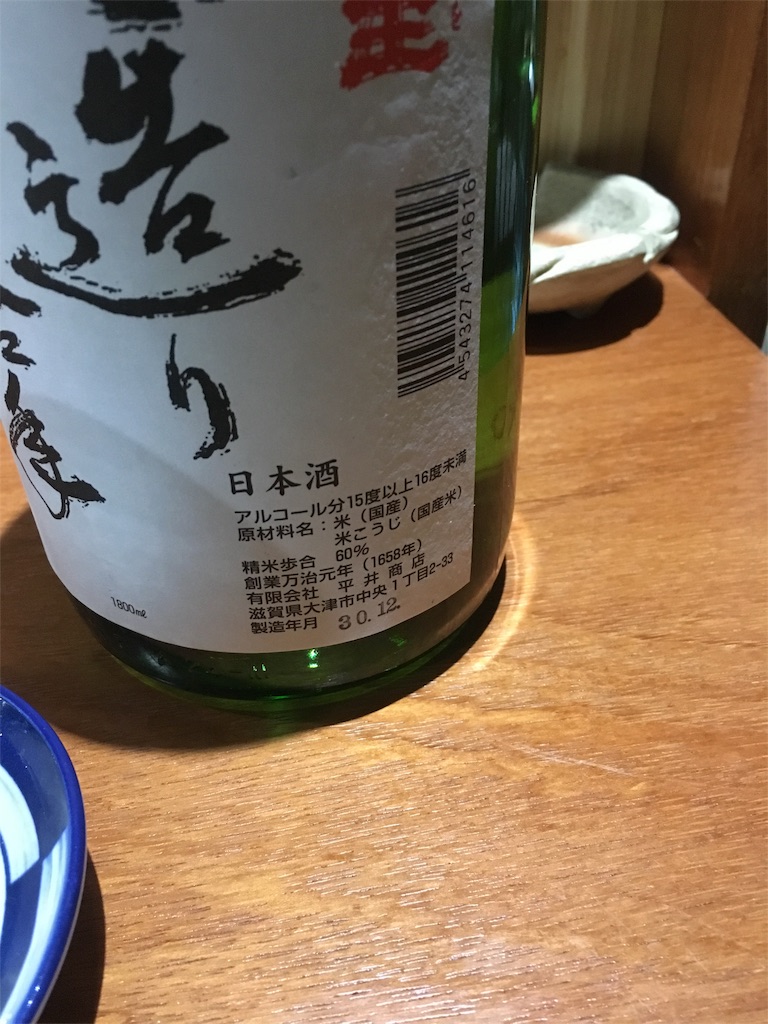 造り
4543274114616
日本酒
アルコール分15度以上16度未満
原材料名：米（国産）
米こうじ（国産米）
精米歩合 60%
創業万治元年（1658年）
有限会社 平井商店
滋賀県大津市中央1丁目2-33
製造年月 30.12.
1800㎖